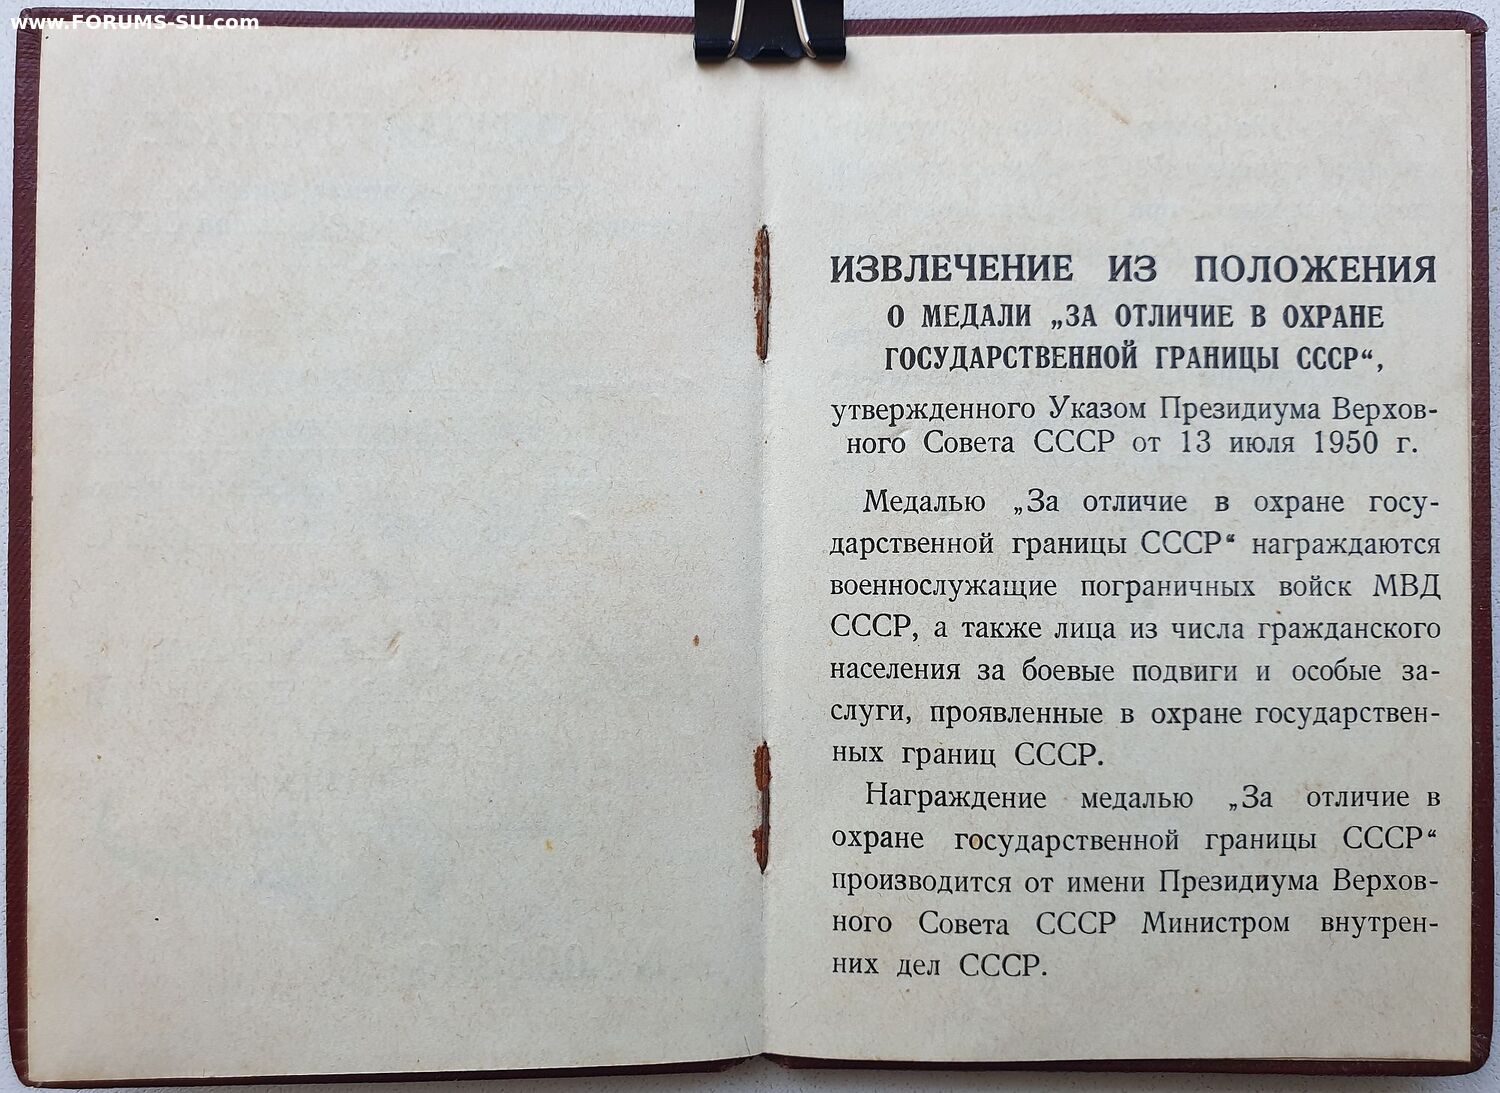 www.FORUMS-SU.com
ИЗВЛЕЧЕНИЕ ИЗ ПОЛОЖЕНИЯ
О МЕДАЛИ „ЗА ОТЛИЧИЕ В ОХРАНЕ
ГОСУДАРСТВЕННОЙ ГРАНИЦЫ СССР“,
утвержденного Указом Президиума Верхов-
ного Совета СССР от 13 июля 1950 г.
Медалью „За отличие в охране госу-
дарственной границы СССР“ награждаются
военнослужащие пограничных войск МВД
СССР, а также лица из числа гражданского
населения за боевые подвиги и особые за-
слуги, проявленные в охране государствен-
ных границ СССР.
Награждение медалью „За отличие в
охране государственной границы СССР“
производится от имени Президиума Верхов-
ного Совета СССР Министром внутрен-
них дел СССР.